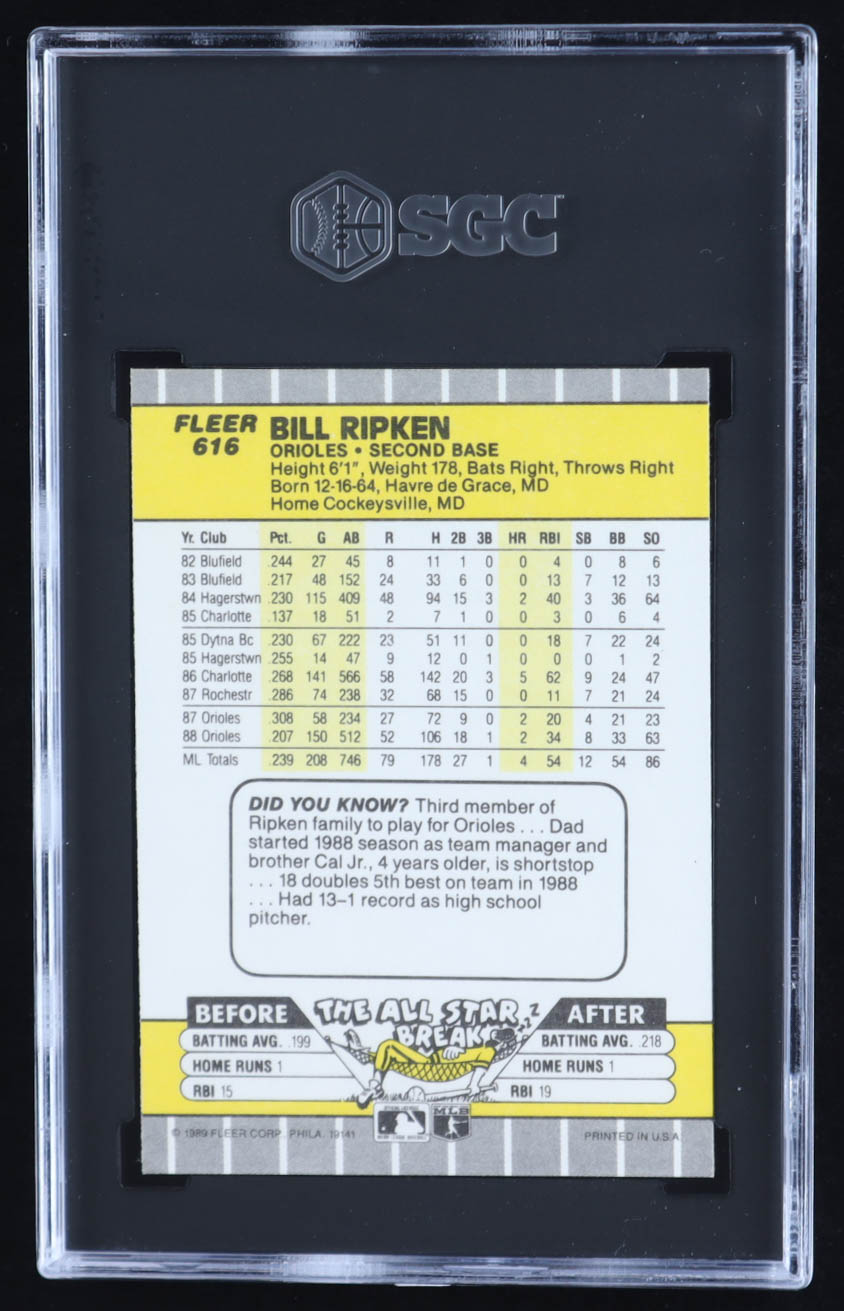 SGC
FLEER
616
BILL RIPKEN
ORIOLES • SECOND BASE
Height 6'1", Weight 178, Bats Right, Throws Right
Born 12-16-64, Havre de Grace, MD
Home Cockeysville, MD
Yr. Club Pct. G AB R H 2B 3B HR RBI SB BB SO
82 Blufield .244 27 45 8 11 1 0 0 4 0 8 6
83 Blufield .217 48 152 24 33 6 0 0 13 7 12 13
84 Hagerstwn .230 115 409 48 94 15 3 2 40 3 36 64
85 Charlotte .137 18 51 2 7 1 0 0 3 0 6 4
85 Dytna Bc .230 67 222 23 51 11 0 0 18 7 22 24
85 Hagerstwn .255 14 47 9 12 0 1 0 0 0 1 2
86 Charlotte .268 141 566 58 142 20 3 5 62 9 24 47
87 Rochestr .286 74 238 32 68 15 0 0 11 7 21 24
87 Orioles .308 58 234 27 72 9 0 2 20 4 21 23
88 Orioles .207 150 512 52 106 18 1 2 34 8 33 63
ML Totals .239 208 746 79 178 27 1 4 54 12 54 86
DID YOU KNOW? Third member of
Ripken family to play for Orioles . . . Dad
started 1988 season as team manager and
brother Cal Jr., 4 years older, is shortstop
. . . 18 doubles 5th best on team in 1988
. . . Had 13–1 record as high school
pitcher.
BEFORE THE ALL STAR BREAK AFTER
ZZZ
BATTING AVG. .199 BATTING AVG. .218
HOME RUNS 1 HOME RUNS 1
RBI 15 RBI 19
MLB
© 1989 FLEER CORP. PHILA. 19141 PRINTED IN U.S.A.